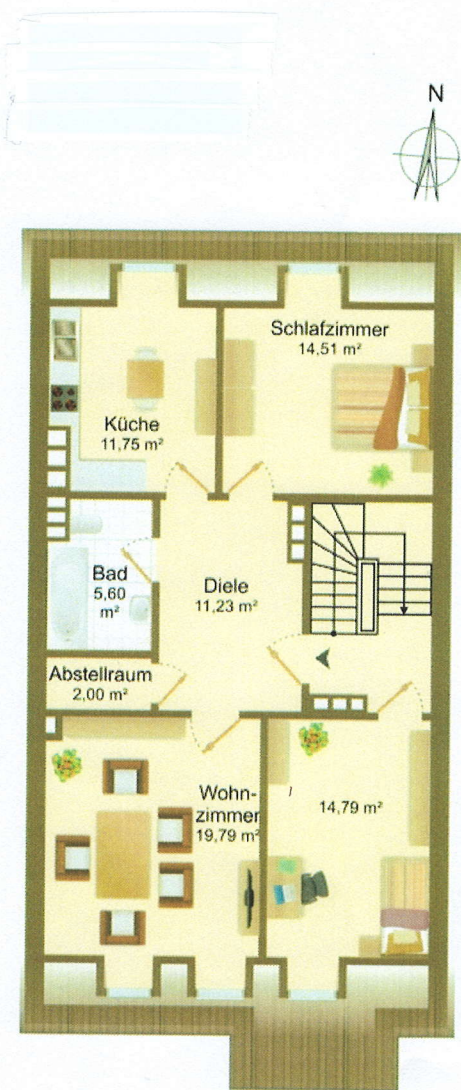 N
Schlafzimmer
14,51 m²
Küche
11,75 m²
Bad
5,60
m²
Diele
11,23 m²
Abstellraum
2,00 m²
Wohn-
zimmer
19,79 m²
14,79 m²